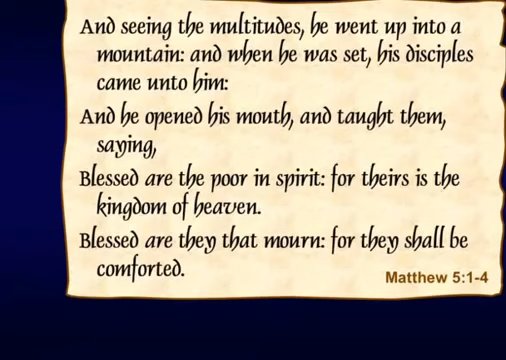 And seeing the multitudes, he went up into a
mountain: and when he was set, his disciples
came unto him:
And he opened his mouth, and taught them,
saying,
Blessed are the poor in spirit: for theirs is the
kingdom of heaven.
Blessed are they that mourn: for they shall be
comforted.
Matthew 5:1-4